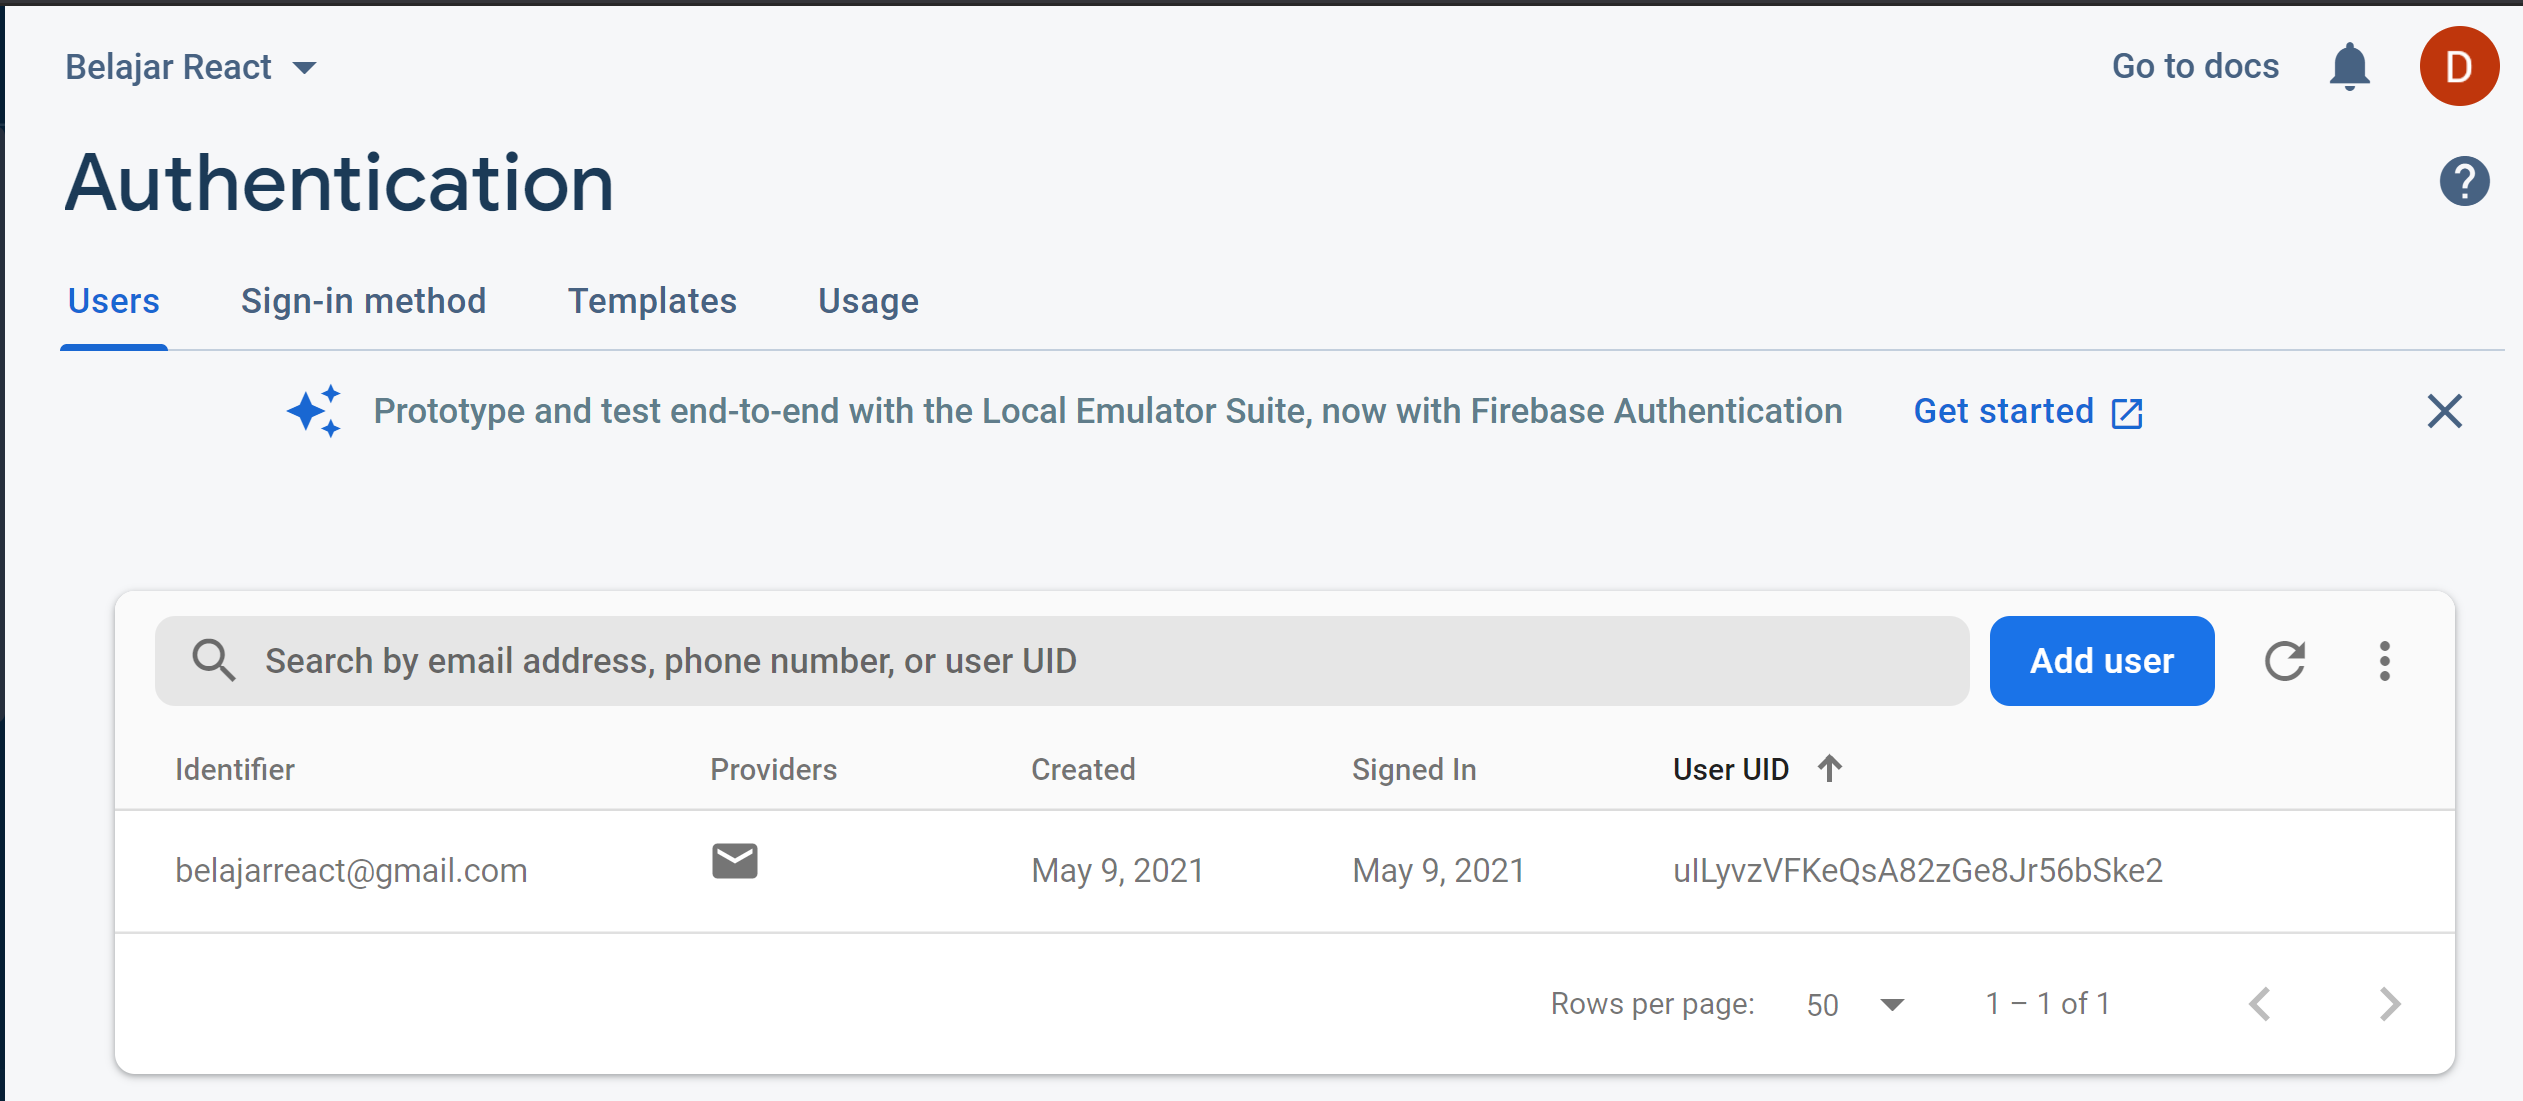 Belajar React
Go to docs
D
Authentication
Users Sign-in method Templates Usage
Prototype and test end-to-end with the Local Emulator Suite, now with Firebase Authentication Get started
Search by email address, phone number, or user UID
Add user
Identifier Providers Created Signed In User UID
belajarreact@gmail.com May 9, 2021 May 9, 2021 uILyvzVFKeQsA82zGe8Jr56bSke2
Rows per page: 50 1 – 1 of 1